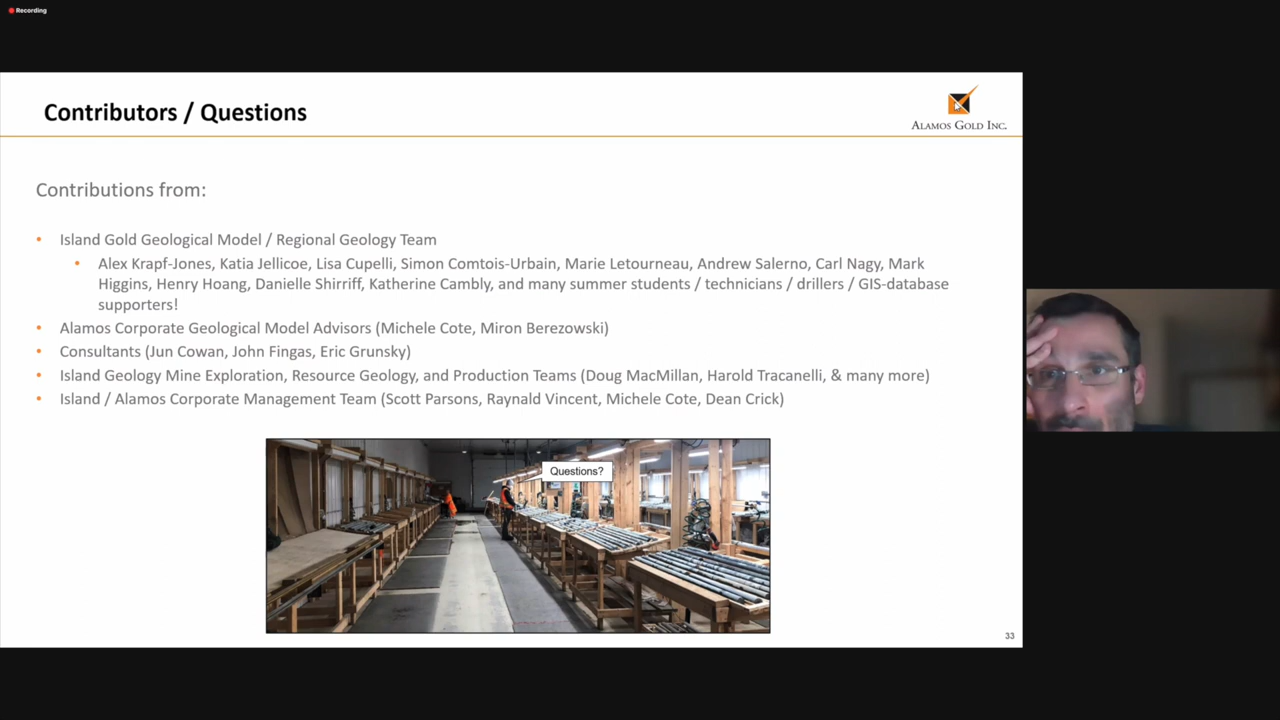 Recording
Contributors / Questions
ALAMOS GOLD INC.
Contributions from:
• Island Gold Geological Model / Regional Geology Team
• Alex Krapf-Jones, Katia Jellicoe, Lisa Cupelli, Simon Comtois-Urbain, Marie Letourneau, Andrew Salerno, Carl Nagy, Mark
Higgins, Henry Hoang, Danielle Shirriff, Katherine Cambly, and many summer students / technicians / drillers / GIS-database
supporters!
• Alamos Corporate Geological Model Advisors (Michele Cote, Miron Berezowski)
• Consultants (Jun Cowan, John Fingas, Eric Grunsky)
• Island Geology Mine Exploration, Resource Geology, and Production Teams (Doug MacMillan, Harold Tracanelli, & many more)
• Island / Alamos Corporate Management Team (Scott Parsons, Raynald Vincent, Michele Cote, Dean Crick)
Questions?
33